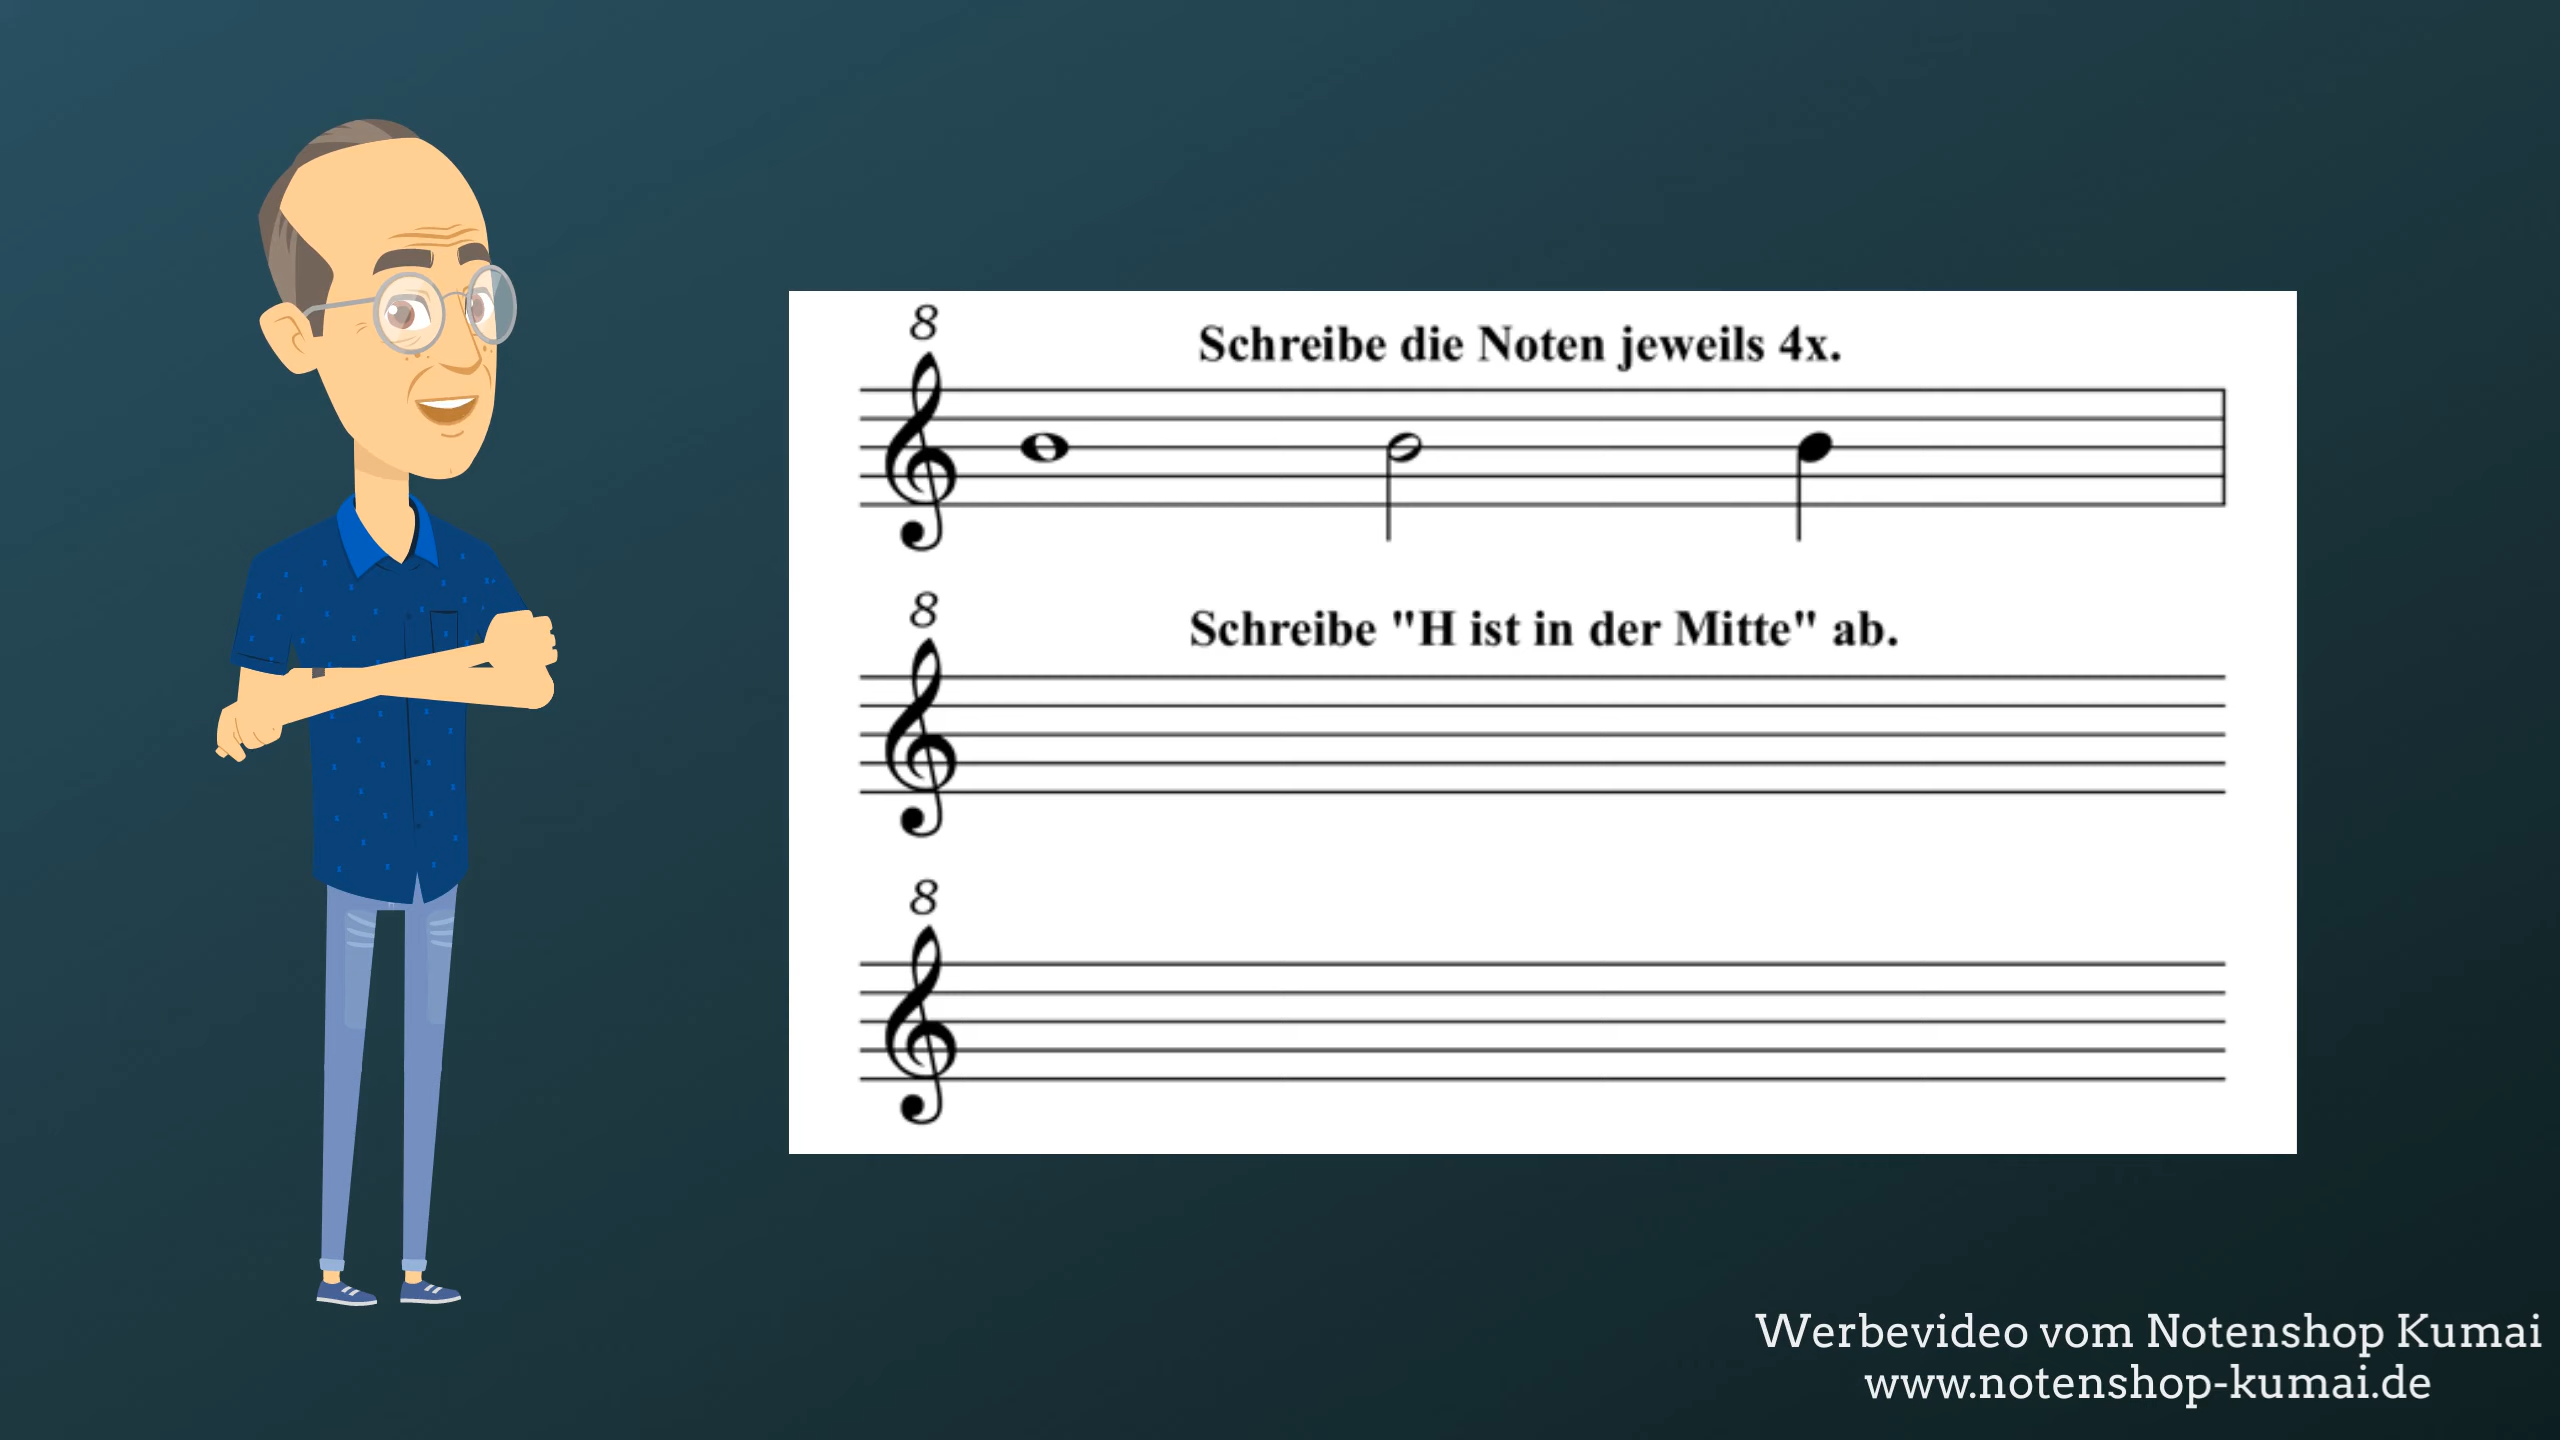 8
Schreibe die Noten jeweils 4x.
8
Schreibe "H ist in der Mitte" ab.
8
Werbevideo vom Notenshop Kumai
www.notenshop-kumai.de